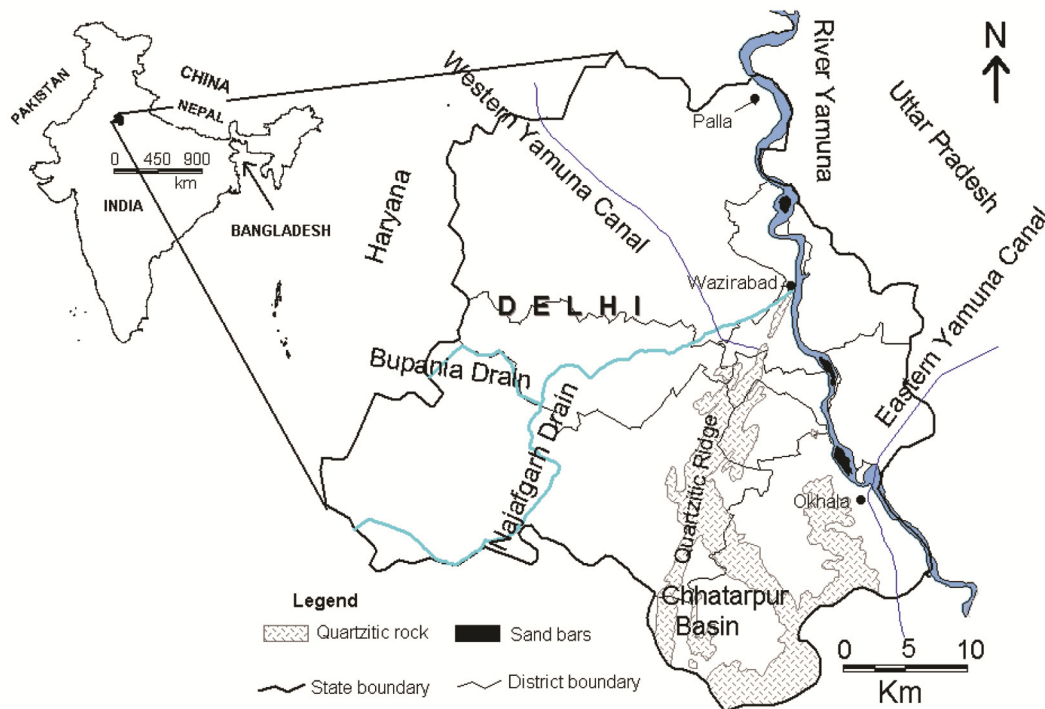 PAKISTAN
CHINA
NEPAL
0 450 900
km
INDIA
BANGLADESH
Haryana
Western Yamuna Canal
Palla
River Yamuna
N
Uttar Pradesh
Wazirabad
DELHI
Eastern Yamuna Canal
Bupania Drain
Najafgarh Drain
Quartzitic Ridge
Okhala
Chhatarpur
Basin
Legend
Quartzitic rock
Sand bars
State boundary
District boundary
0 5 10
Km